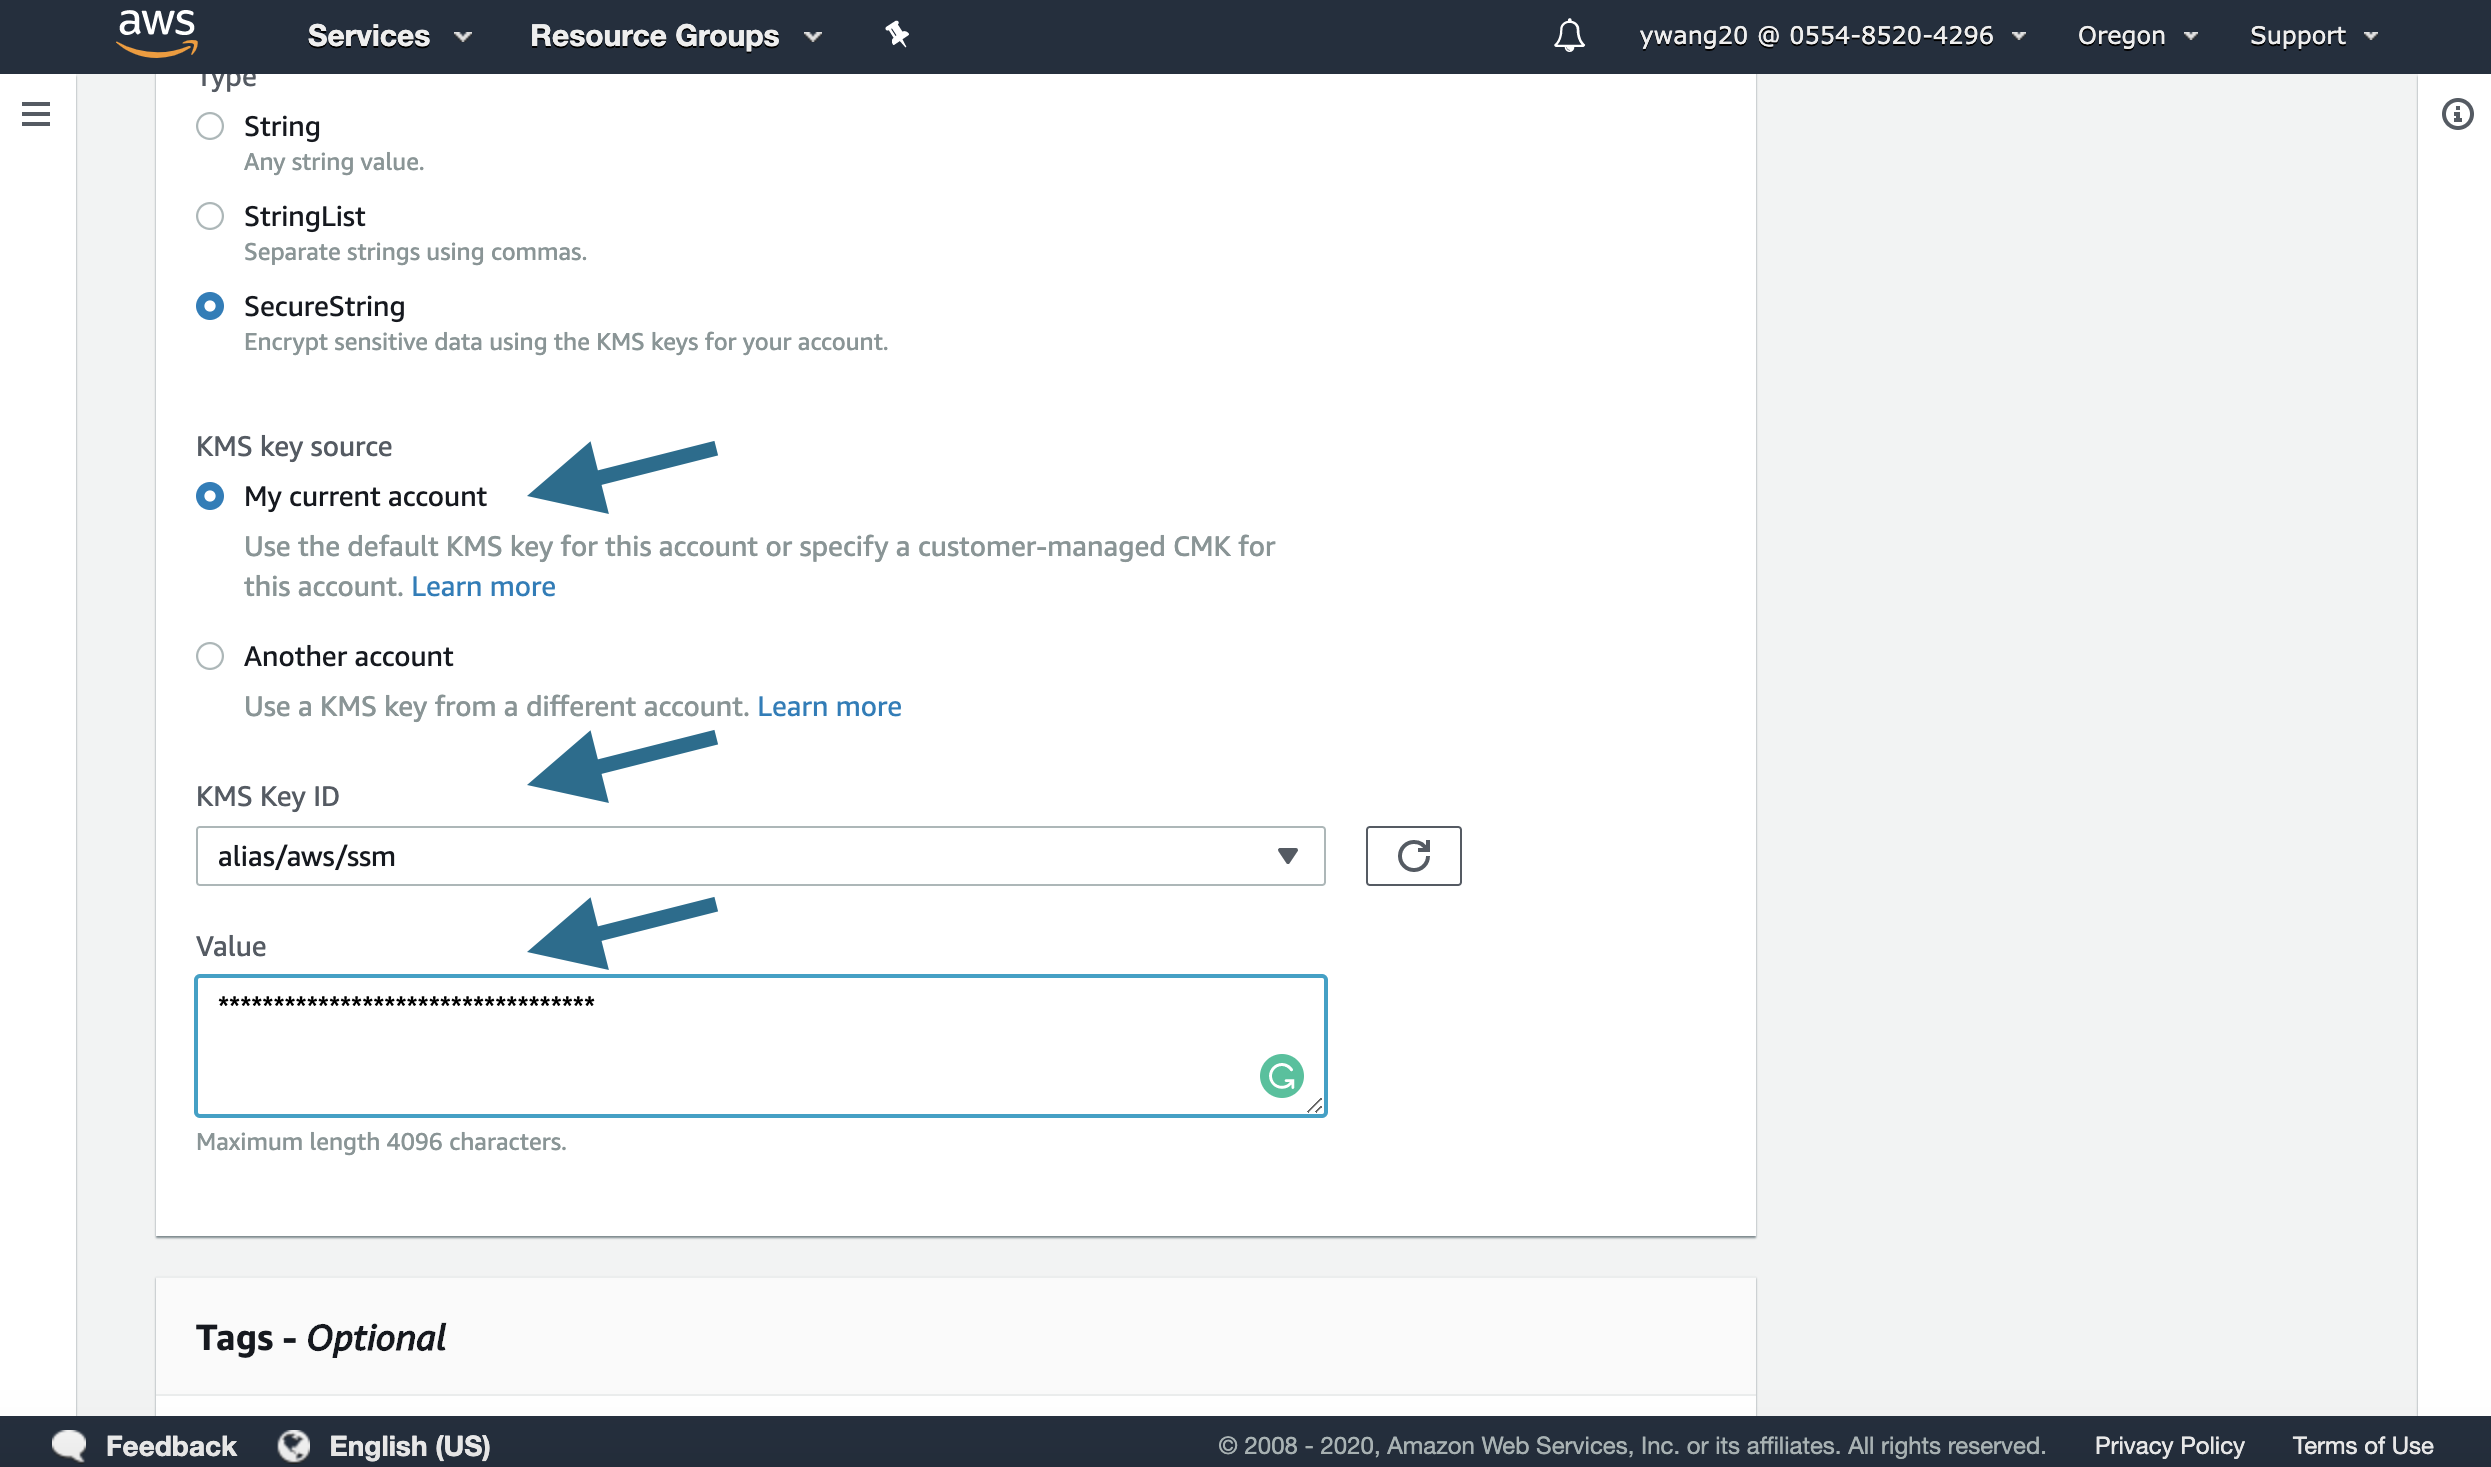 aws Services Resource Groups ywang20 @ 0554-8520-4296 Oregon Support
Type
String
Any string value.
StringList
Separate strings using commas.
SecureString
Encrypt sensitive data using the KMS keys for your account.
KMS key source
My current account
Use the default KMS key for this account or specify a customer-managed CMK for
this account. Learn more
Another account
Use a KMS key from a different account. Learn more
KMS Key ID
alias/aws/ssm
Value
**********************************
Maximum length 4096 characters.
Tags - Optional
Feedback English (US) © 2008 - 2020, Amazon Web Services, Inc. or its affiliates. All rights reserved. Privacy Policy Terms of Use